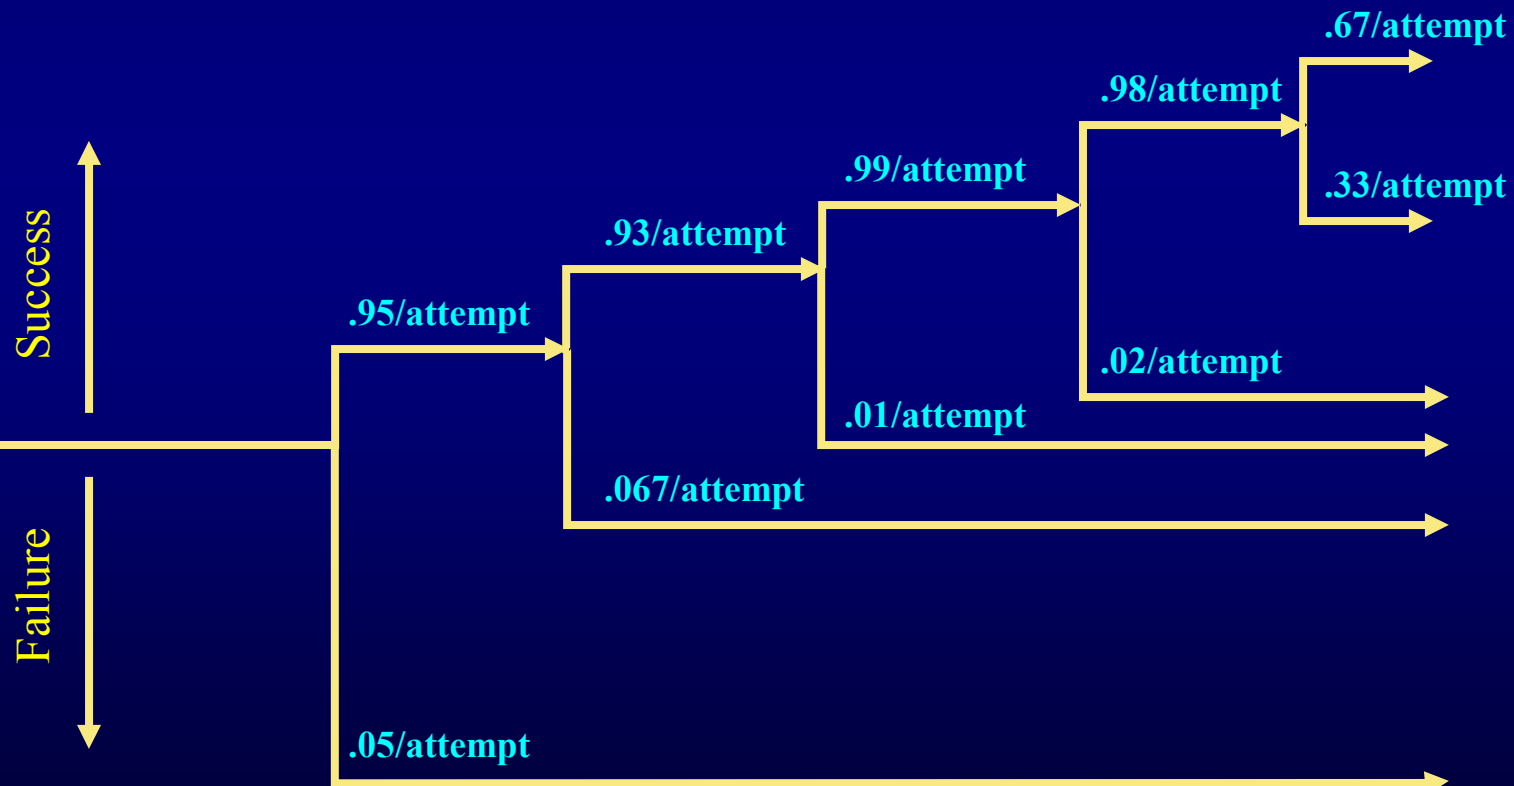 .67/attempt
.98/attempt
.99/attempt
.33/attempt
.93/attempt
Success
.95/attempt
.02/attempt
.01/attempt
.067/attempt
Failure
.05/attempt